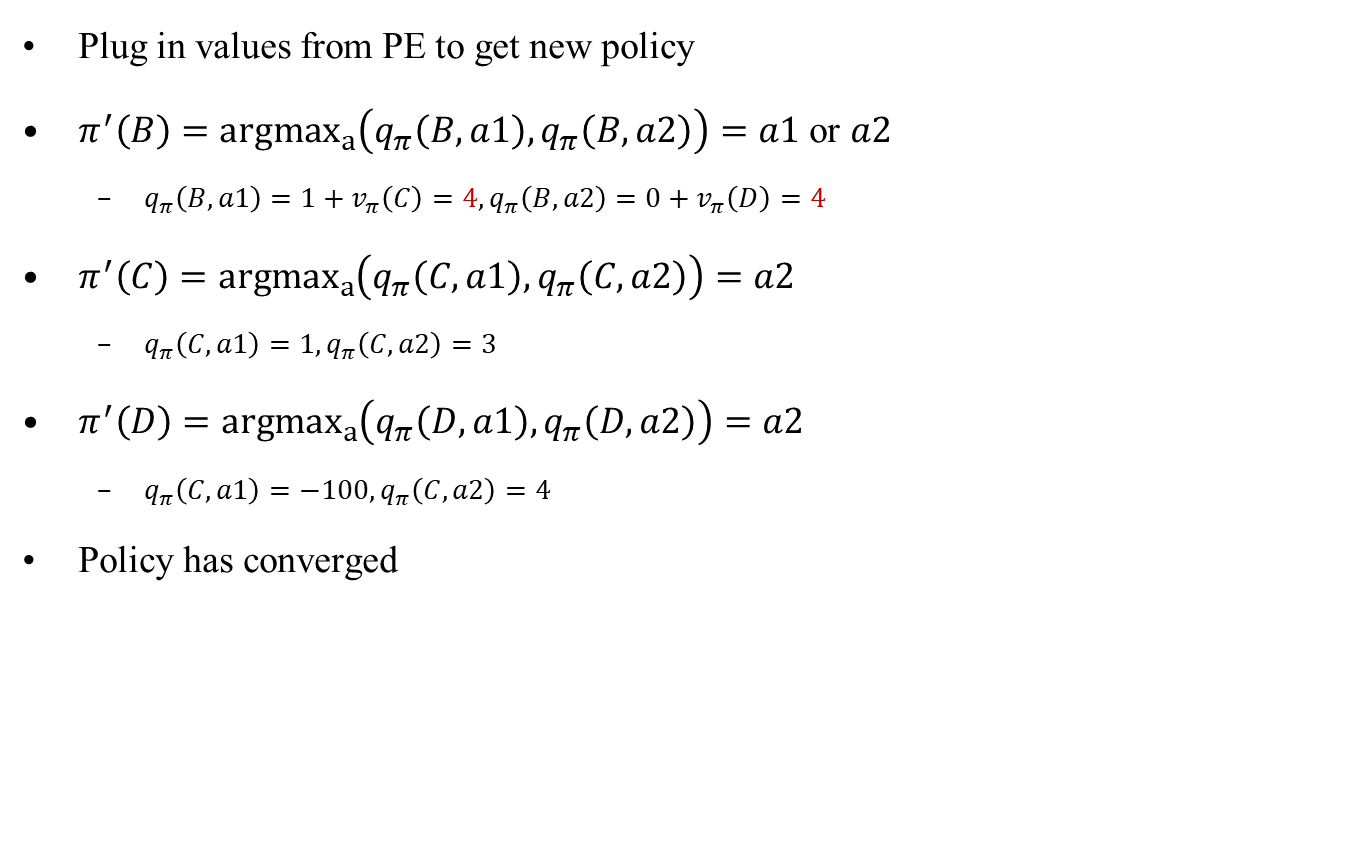 • Plug in values from PE to get new policy
• π′(B) = argmaxₐ(qπ(B, a1), qπ(B, a2)) = a1 or a2
– qπ(B, a1) = 1 + vπ(C) = 4, qπ(B, a2) = 0 + vπ(D) = 4
• π′(C) = argmaxₐ(qπ(C, a1), qπ(C, a2)) = a2
– qπ(C, a1) = 1, qπ(C, a2) = 3
• π′(D) = argmaxₐ(qπ(D, a1), qπ(D, a2)) = a2
– qπ(C, a1) = −100, qπ(C, a2) = 4
• Policy has converged